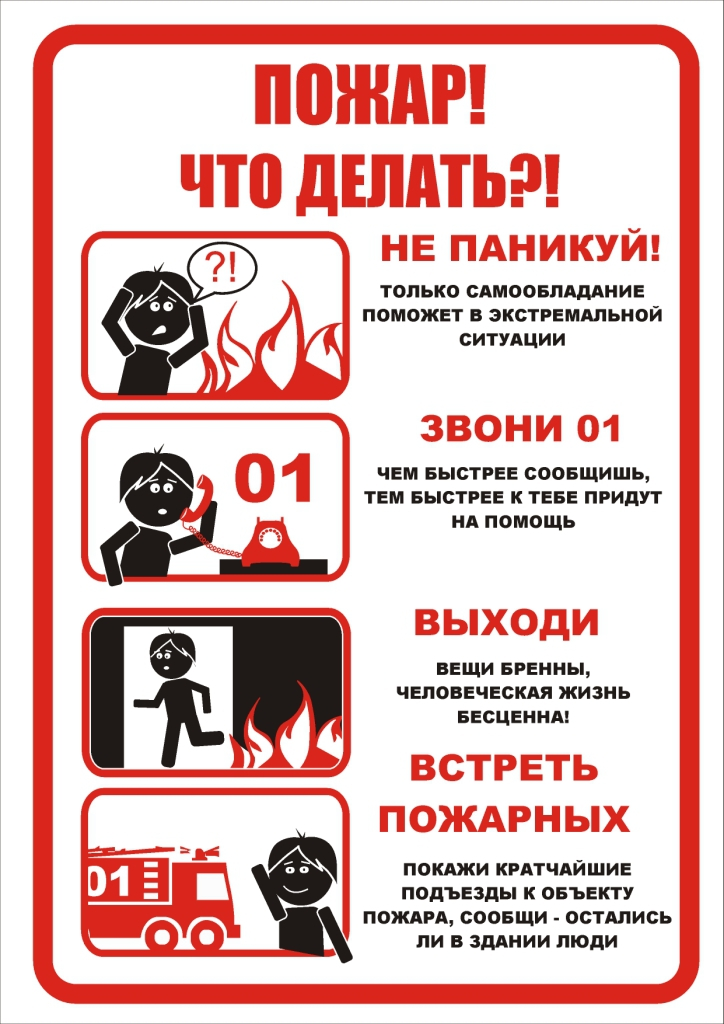 ПОЖАР!
ЧТО ДЕЛАТЬ?!
?!
НЕ ПАНИКУЙ!
ТОЛЬКО САМООБЛАДАНИЕ
ПОМОЖЕТ В ЭКСТРЕМАЛЬНОЙ
СИТУАЦИИ
01
ЗВОНИ 01
ЧЕМ БЫСТРЕЕ СООБЩИШЬ,
ТЕМ БЫСТРЕЕ К ТЕБЕ ПРИДУТ
НА ПОМОЩЬ
ВЫХОДИ
ВЕЩИ БРЕННЫ,
ЧЕЛОВЕЧЕСКАЯ ЖИЗНЬ
БЕСЦЕННА!
ВСТРЕТЬ
ПОЖАРНЫХ
01
ПОКАЖИ КРАТЧАЙШИЕ
ПОДЪЕЗДЫ К ОБЪЕКТУ
ПОЖАРА, СООБЩИ - ОСТАЛИСЬ
ЛИ В ЗДАНИИ ЛЮДИ